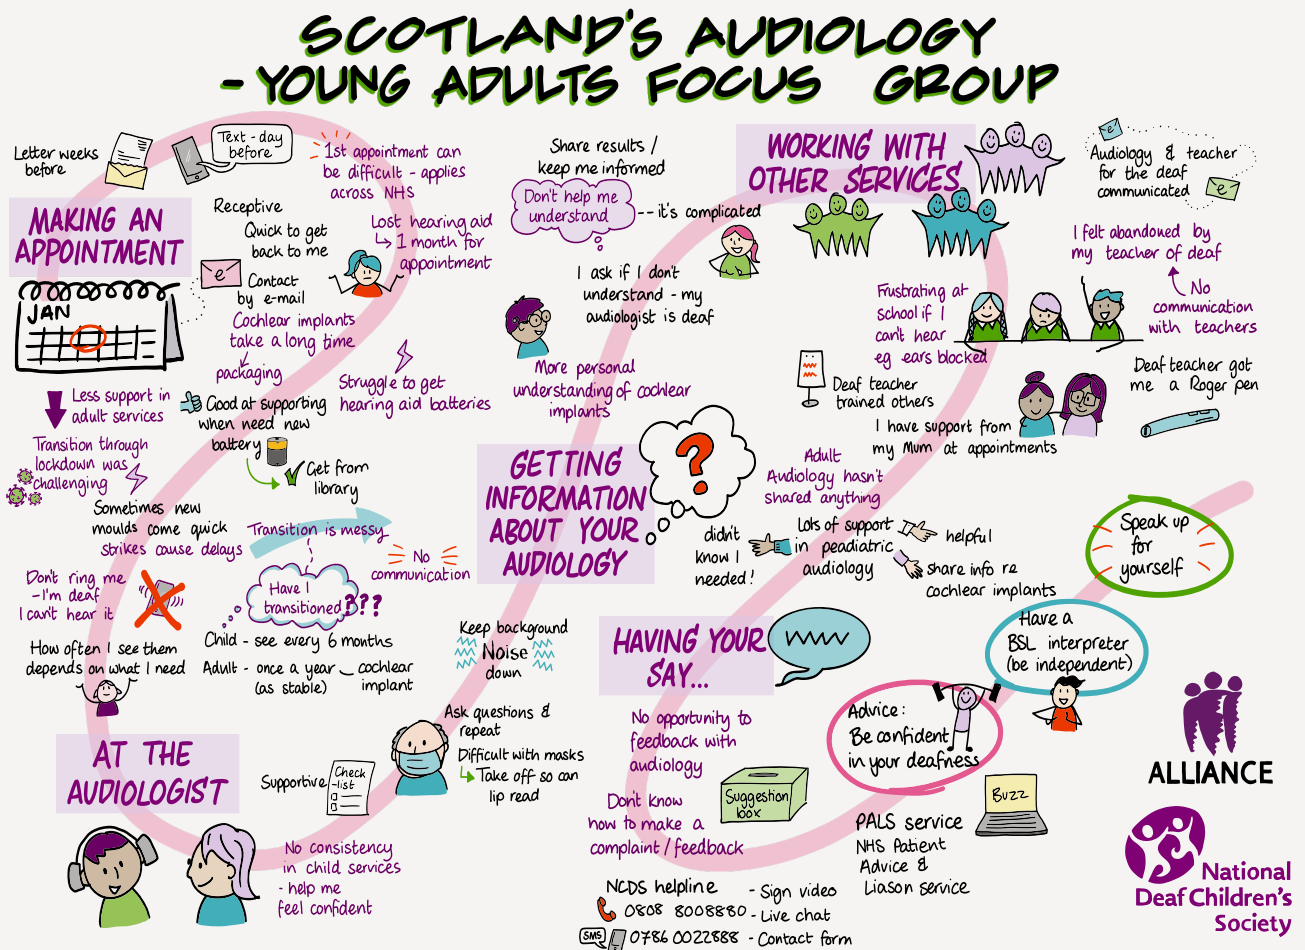 SCOTLAND'S AUDIOLOGY
- YOUNG ADULTS FOCUS GROUP
Letter weeks
before
Text - day
before
1st appointment can
be difficult - applies
across NHS
MAKING AN
APPOINTMENT
Receptive
Quick to get
back to me
Lost hearing aid
↳ 1 month for
appointment
e
Contact
by e-mail
JAN
Cochlear implants
take a long time
packaging
Struggle to get
hearing aid batteries
Less support in
adult services
Good at supporting
when need new
battery
Get from
library
Transition through
lockdown was
challenging
Sometimes new
moulds come quick
strikes cause delays
Transition is messy
No
communication
Have I
transitioned???
Don't ring me
- I'm deaf
I can't hear it
How often I see them
depends on what I need
Child - see every 6 months
Adult - once a year - cochlear
(as stable) implant
AT THE
AUDIOLOGIST
Keep background
Noise
down
Ask questions &
repeat
Difficult with masks
↳ Take off so can
lip read
Supportive
Check
-list
No consistency
in child services
- help me
feel confident
Share results /
keep me informed
Don't help me
understand
-- it's complicated
I ask if I don't
understand - my
audiologist is deaf
More personal
understanding of cochlear
implants
GETTING
INFORMATION
ABOUT YOUR
AUDIOLOGY
?
Adult
Audiology hasn't
shared anything
didn't
know I
needed!
Lots of support
in peadiatric
audiology
helpful
share info re
cochlear implants
WORKING WITH
OTHER SERVICES
e
Audiology & teacher
for the deaf
communicated
e
I felt abandoned by
my teacher of deaf
No
communication
with teachers
Frustrating at
school if I
can't hear
eg ears blocked
Deaf teacher
trained others
Deaf teacher got
me a Roger pen
I have support from
my Mum at appointments
HAVING YOUR
SAY...
No opportunity to
feedback with
audiology
Suggestion
box
Don't know
how to make a
complaint / feedback
Speak up
for
yourself
Have a
BSL interpreter
(be independent)
Advice:
Be confident
in your deafness
Buzz
PALS service
NHS Patient
Advice &
Liason service
NCDS helpline
0808 8008880
SMS 0786 0022888
- Sign video
- Live chat
- Contact form
ALLIANCE
National
Deaf Children's
Society